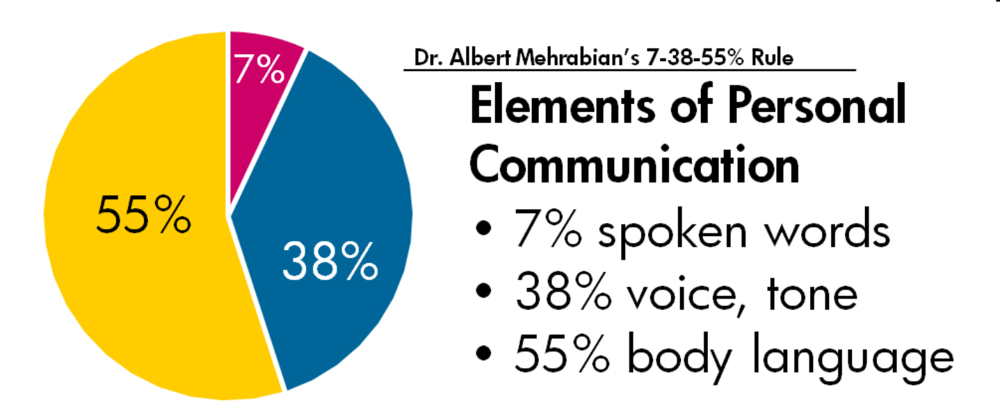 7%
55%
38%
Dr. Albert Mehrabian's 7-38-55% Rule
Elements of Personal
Communication
• 7% spoken words
• 38% voice, tone
• 55% body language